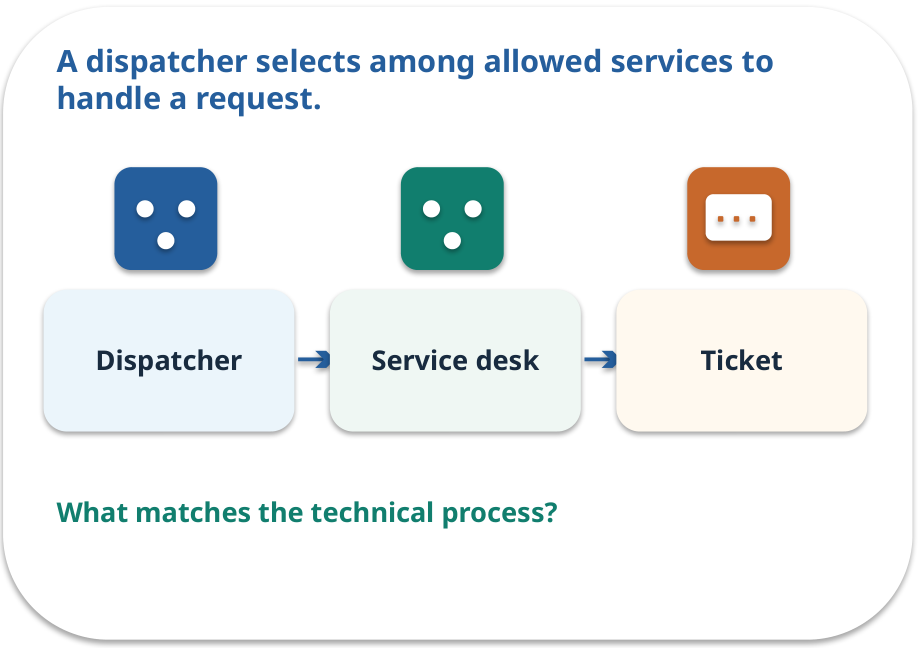 A dispatcher selects among allowed services to
handle a request.
Dispatcher
Service desk
Ticket
What matches the technical process?